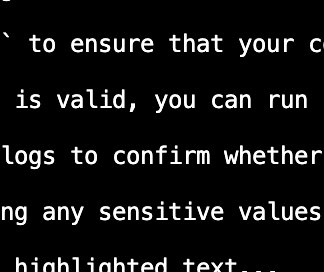 ` to ensure that your
is valid, you can run
logs to confirm whether
ng any sensitive values
highlighted text...